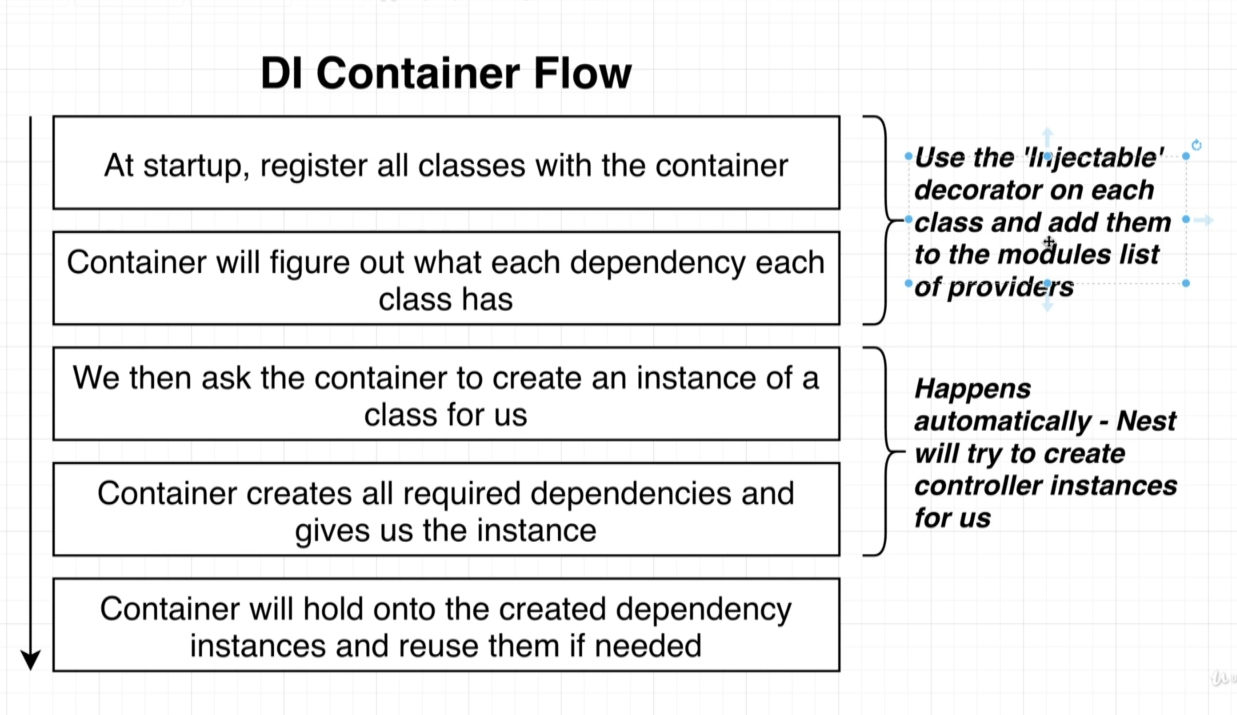 DI Container Flow
At startup, register all classes with the container
Container will figure out what each dependency each
class has
We then ask the container to create an instance of a
class for us
Container creates all required dependencies and
gives us the instance
Container will hold onto the created dependency
instances and reuse them if needed
Use the 'Injectable'
decorator on each
class and add them
to the modules list
of providers
Happens
automatically - Nest
will try to create
controller instances
for us